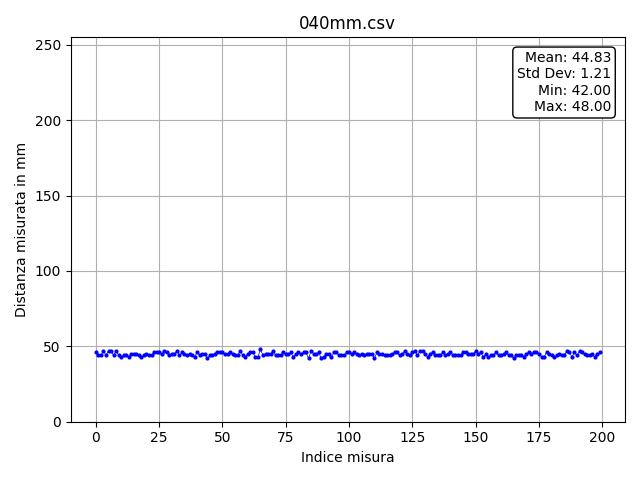 040mm.csv
Mean: 44.83
Std Dev: 1.21
Min: 42.00
Max: 48.00
250
200
150
100
50
0
Distanza misurata in mm
0 25 50 75 100 125 150 175 200
Indice misura